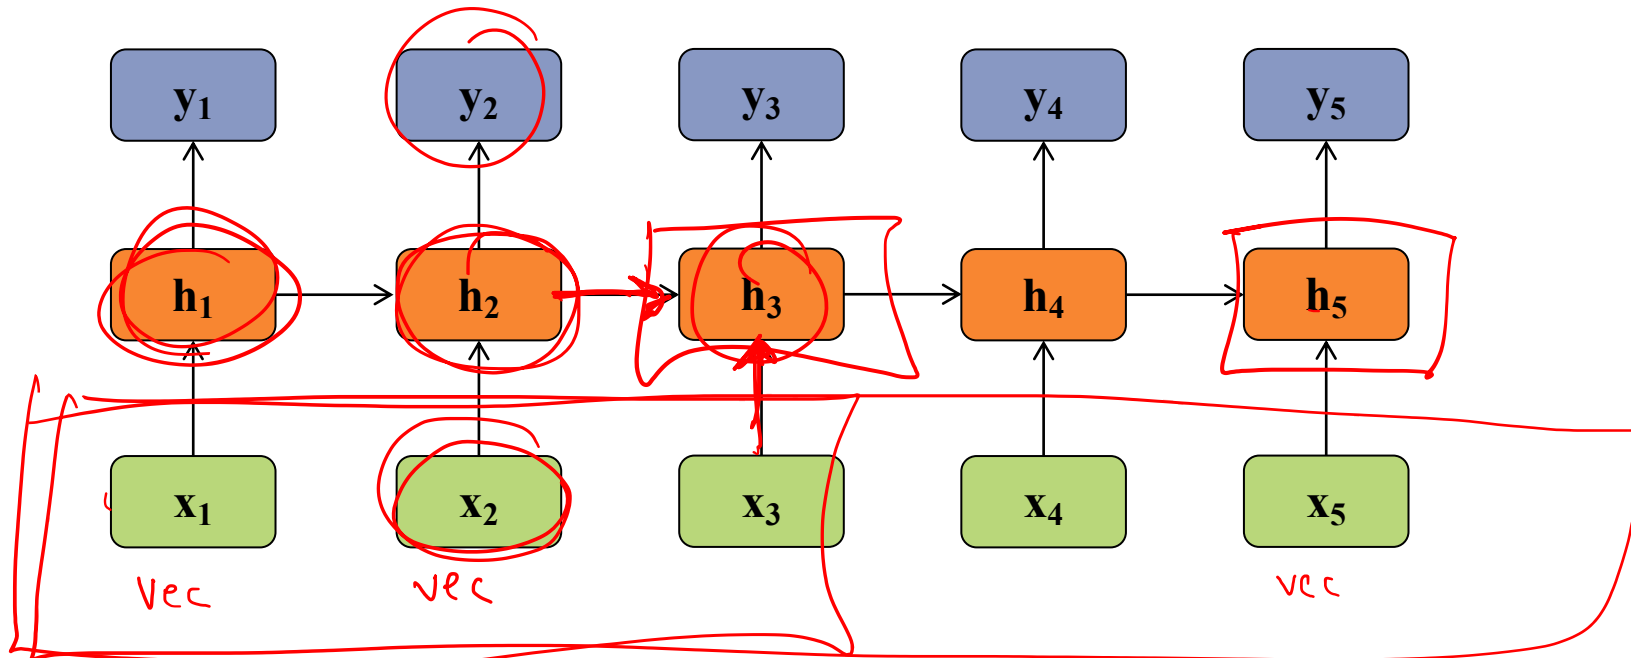 y₁ y₂ y₃ y₄ y₅
h₁ h₂ h₃ h₄ h₅
x₁ x₂ x₃ x₄ x₅
vec vec vec